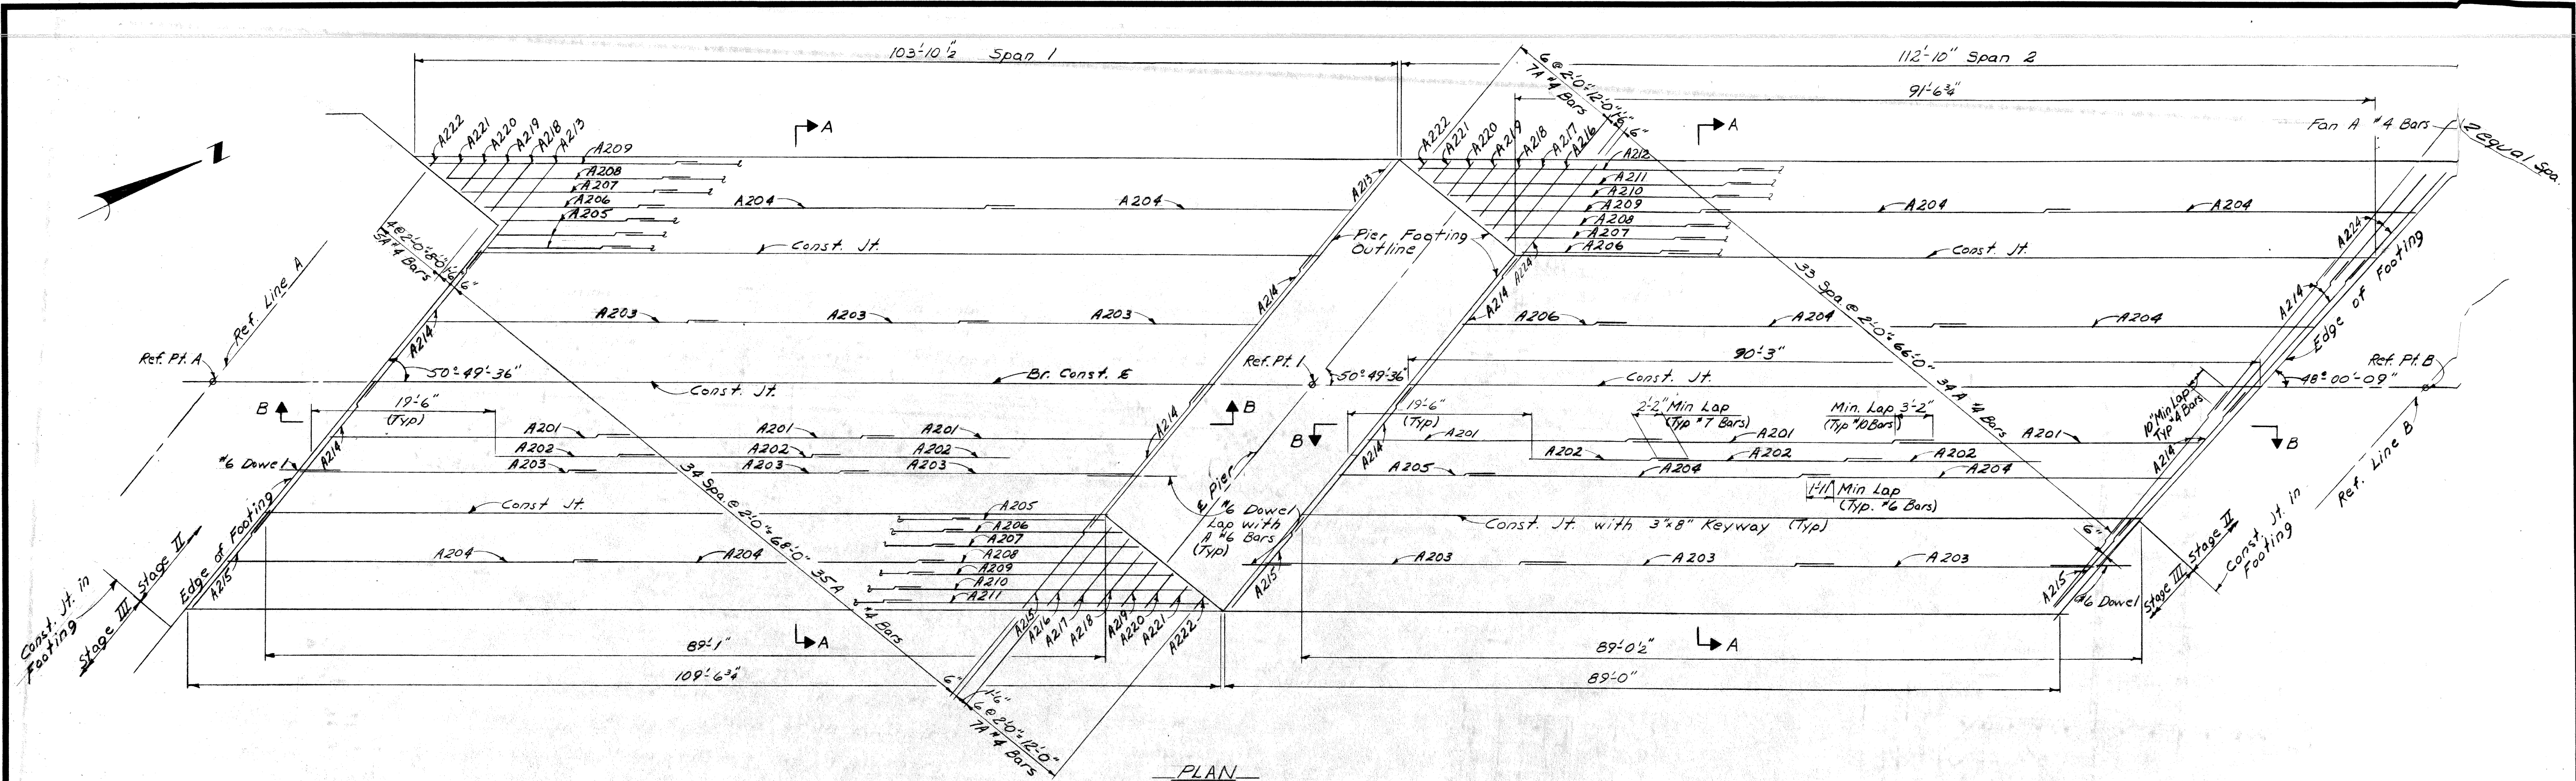 103'-10½" Span 1
112'-10" Span 2
91'-6¾"
6 @ 2'-0"=12'-0"
7A #4 Bars
1'-6"
6"
Fan A #4 Bars
2 equal Spa.
A222
A221
A220
A219
A218
A213
A209
A208
A207
A206
A205
A
A204
A204
A222
A221
A220
A219
A218
A217
A216
A
A212
A211
A210
A209
A208
A207
A206
A204
A204
A213
A224
Z
4@2'-0"=8'-0"
5A #4 Bars
1'-6"
6"
Const. Jt.
Pier Footing
Outline
A224
Const. Jt.
Ref. Line A
A214
A203
A203
A203
A214
A214
A206
A204
A204
A214
Edge of Footing
33 Spa. @ 2'-0"=66'-0"
34 A #4 Bars
Ref. Pt. A
50°-49'-36"
Const. Jt.
Br. Const. ℄
Ref. Pt. 1
50°-49'-36"
90'-3"
Const. Jt.
Ref. Pt. B
48°-00'-09"
B
19'-6"
(Typ)
B
B
19'-6"
(Typ)
2'-2" Min Lap
(Typ #7 Bars)
Min. Lap 3'-2"
(Typ #10 Bars)
10" Min Lap
Typ #4 Bars
B
A201
A201
A201
A202
A202
A202
A203
A203
A203
A214
A214
A201
A201
A201
A202
A202
A202
A205
A204
A204
A214
A214
#6 Dowel
34 Spa. @ 2'-0"=68'-0"
35 A #4 Bars
1'-11" Min Lap
(Typ. #6 Bars)
Ref. Line B
Const Jt.
℄ Pier
#6 Dowel
Lap with
A #6 Bars
(Typ)
Const. Jt. with 3"x8" Keyway (Typ)
6"
Edge of Footing
A215
A204
A204
A205
A206
A207
A208
A209
A210
A211
A215
A203
A203
A203
A215
#6 Dowel
Const. Jt. in
Footing
Stage III
Stage II
Stage III
Stage II
Const. Jt. in
Footing
A215
A216
A217
A218
A219
A220
A221
A222
A
A
89'-1"
109'-6¾"
89'-0½"
89'-0"
6"
1'-6"
6 @ 2'-0"=12'-0"
7A #4 Bars
PLAN